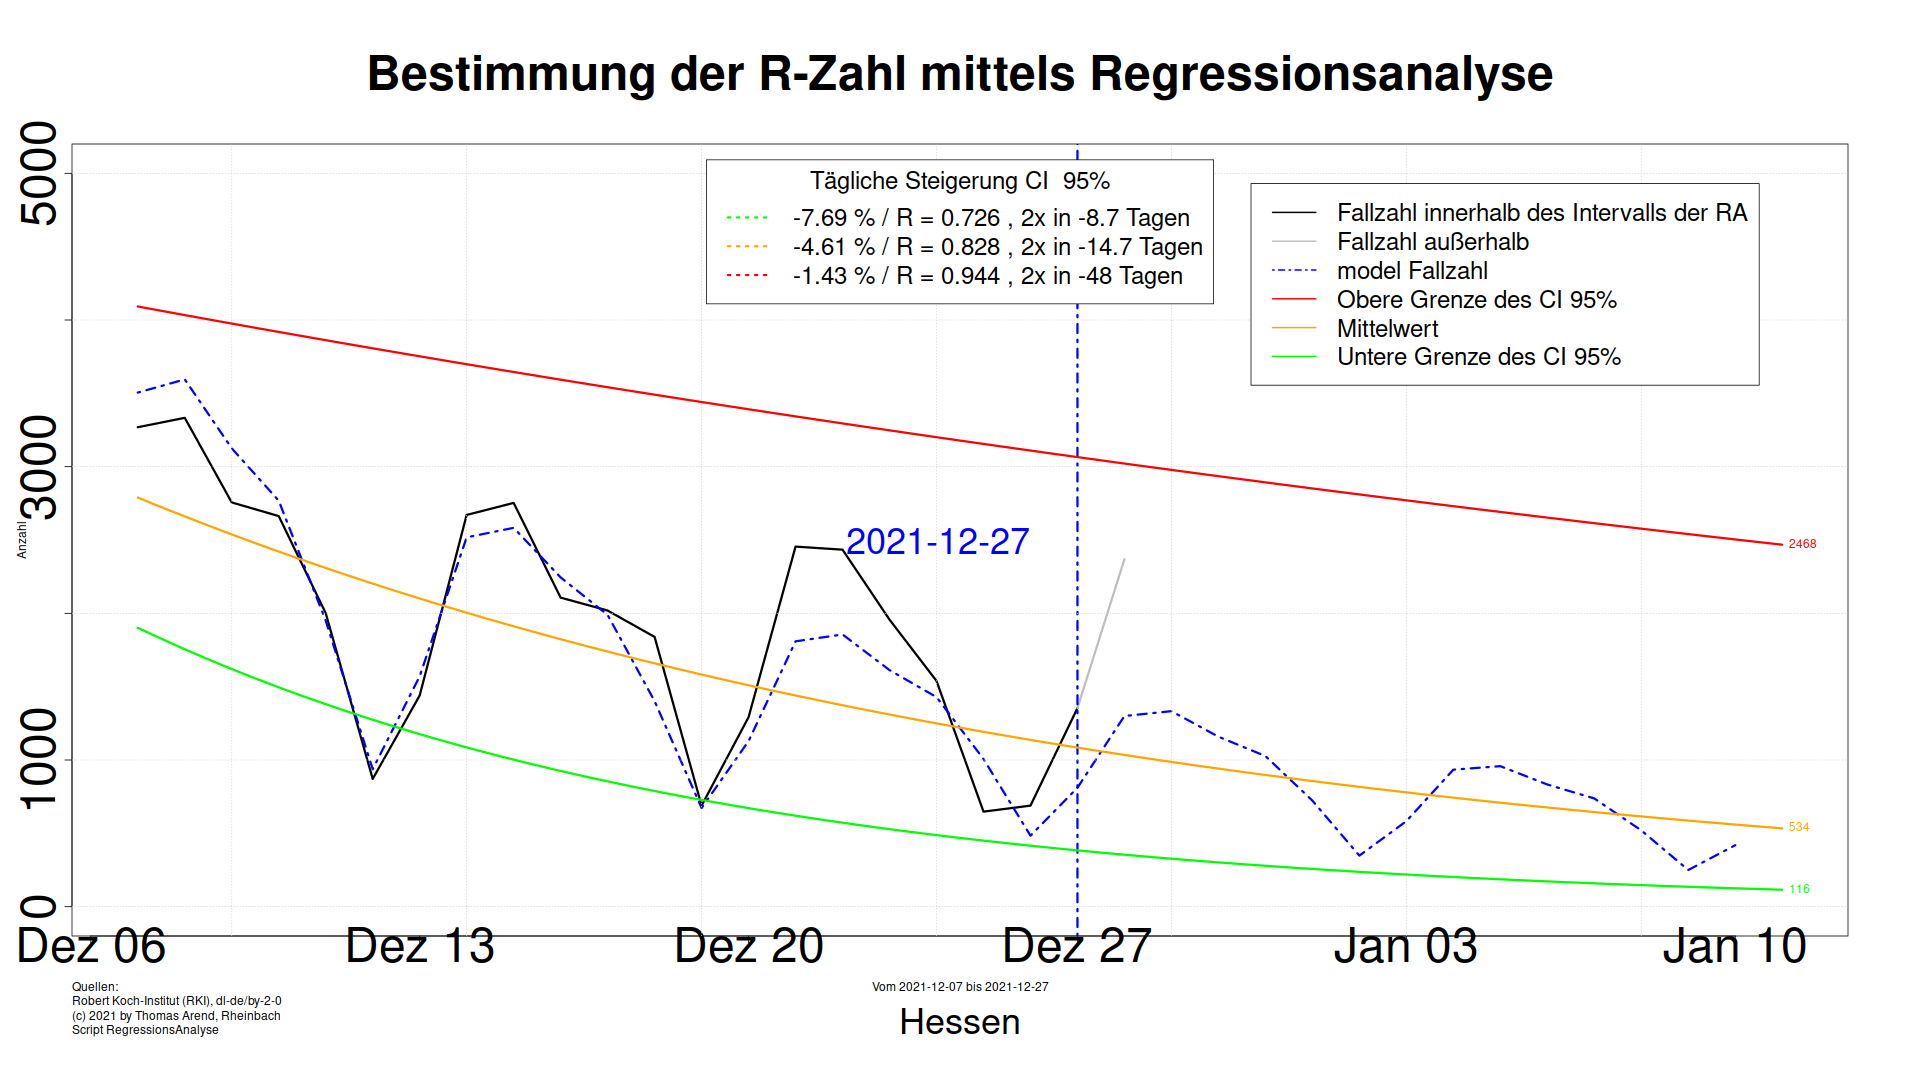 Bestimmung der R-Zahl mittels Regressionsanalyse
Tägliche Steigerung CI  95%
-7.69 % / R = 0.726 , 2x in -8.7 Tagen
-4.61 % / R = 0.828 , 2x in -14.7 Tagen
-1.43 % / R = 0.944 , 2x in -48 Tagen
Fallzahl innerhalb des Intervalls der RA
Fallzahl außerhalb
model Fallzahl
Obere Grenze des CI 95%
Mittelwert
Untere Grenze des CI 95%
5000
3000
1000
0
Anzahl
2021-12-27
2468
534
116
Dez 06
Dez 13
Dez 20
Dez 27
Jan 03
Jan 10
Quellen:
Robert Koch-Institut (RKI), dl-de/by-2-0
(c) 2021 by Thomas Arend, Rheinbach
Script RegressionsAnalyse
Vom 2021-12-07 bis 2021-12-27
Hessen